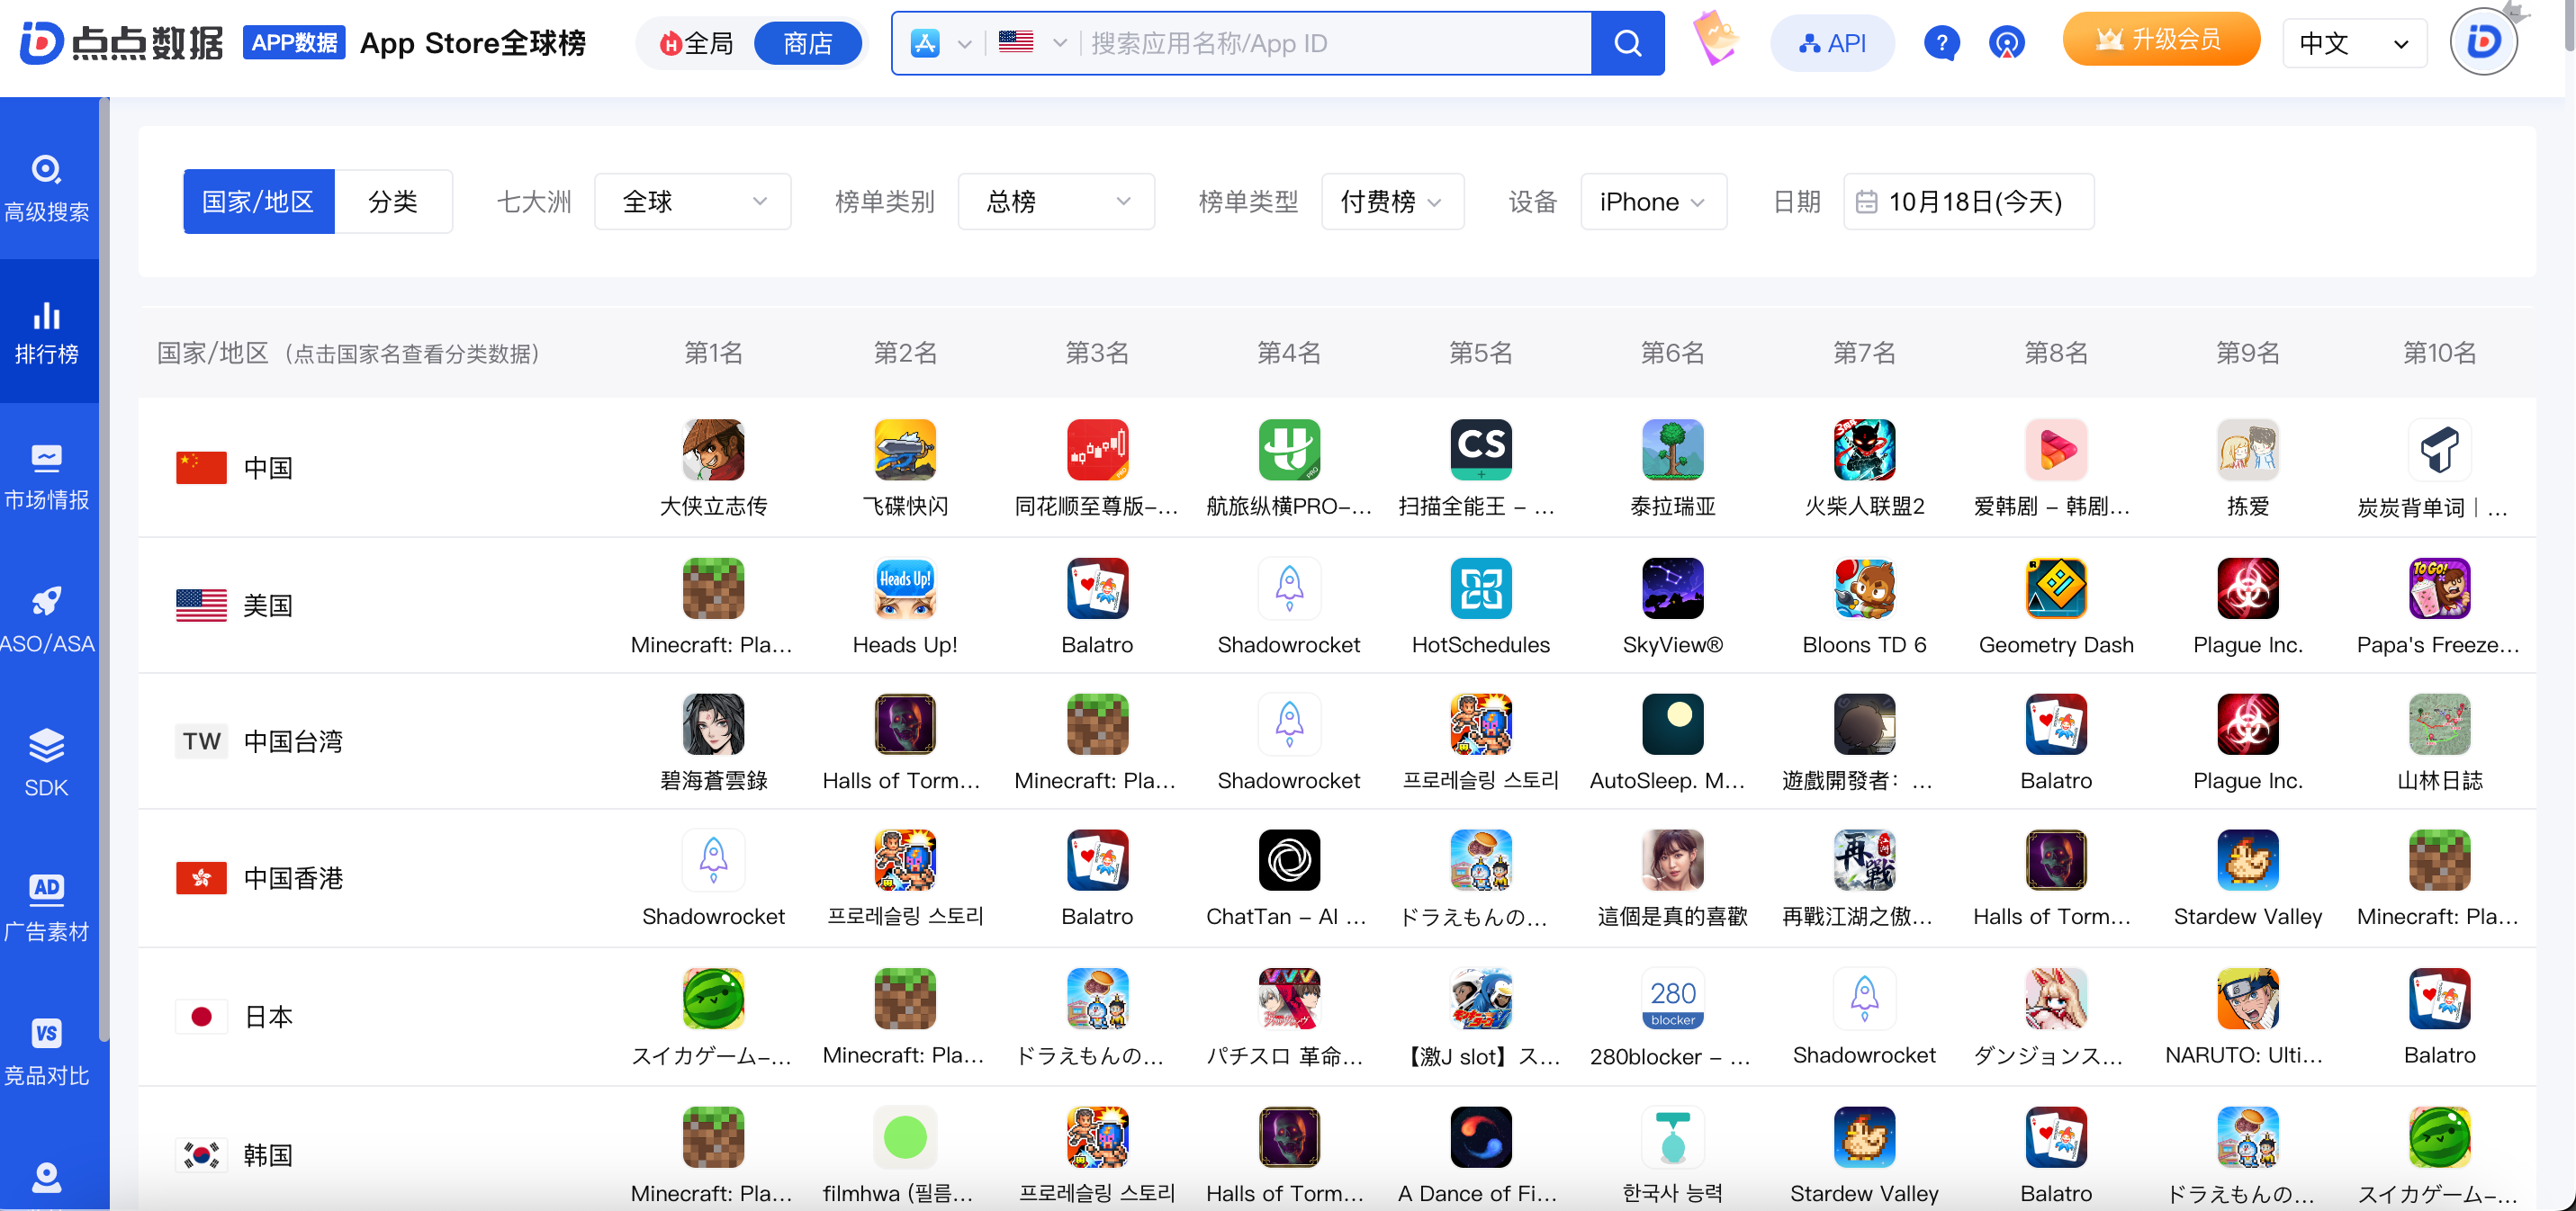 点点数据 APP数据 App Store全球榜 全局 商店 搜索应用名称/App ID API 升级会员 中文
高级搜索
排行榜
市场情报
ASO/ASA
SDK
AD
广告素材
VS
竞品对比
国家/地区 分类 七大洲 全球 榜单类别 总榜 榜单类型 付费榜 设备 iPhone 日期 10月18日(今天)
国家/地区（点击国家名查看分类数据） 第1名 第2名 第3名 第4名 第5名 第6名 第7名 第8名 第9名 第10名
中国 大侠立志传 飞碟快闪 同花顺至尊版-... 航旅纵横PRO-... 扫描全能王 - ... 泰拉瑞亚 火柴人联盟2 爱韩剧 - 韩剧... 拣爱 炭炭背单词｜...
美国 Minecraft: Pla... Heads Up! Balatro Shadowrocket HotSchedules SkyView® Bloons TD 6 Geometry Dash Plague Inc. Papa's Freeze...
TW 中国台湾 碧海蒼雲錄 Halls of Torm... Minecraft: Pla... Shadowrocket 프로레슬링 스토리 AutoSleep. M... 遊戲開發者：... Balatro Plague Inc. 山林日誌
中国香港 Shadowrocket 프로레슬링 스토리 Balatro ChatTan - AI ... ドラえもんの... 這個是真的喜歡 再戰江湖之傲... Halls of Torm... Stardew Valley Minecraft: Pla...
日本 スイカゲーム-... Minecraft: Pla... ドラえもんの... パチスロ 革命... 【激J slot】ス... 280blocker - ... Shadowrocket ダンジョンス... NARUTO: Ulti... Balatro
韩国 Minecraft: Pla... filmhwa (필름... 프로레슬링 스토리 Halls of Torm... A Dance of Fi... 한국사 능력 Stardew Valley Balatro ドラえもんの... スイカゲーム-...